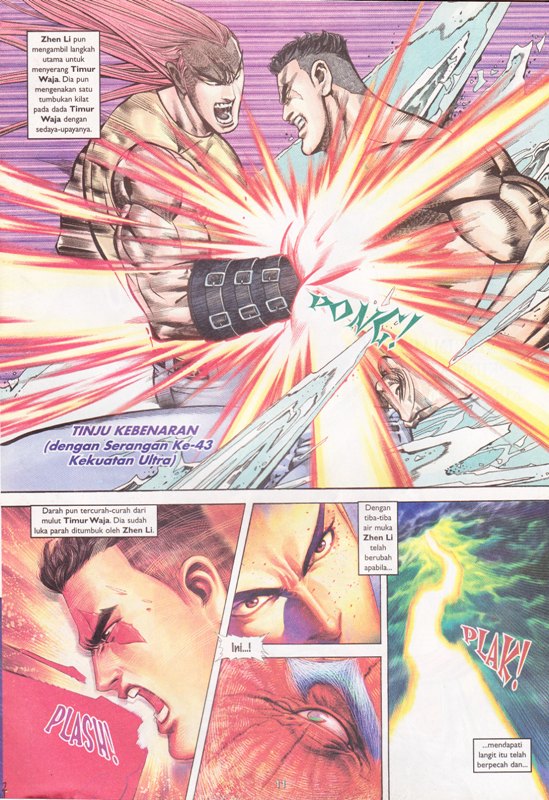 Zhen Li pun
mengambil langkah
utama untuk
menyerang Timur
Waja. Dia pun
mengenakan satu
tumbukan kilat
pada dada Timur
Waja dengan
sedaya-upayanya.
PONG!
TINJU KEBENARAN
(dengan Serangan Ke-43
Kekuatan Ultra)
Darah pun tercurah-curah dari
mulut Timur Waja. Dia sudah
luka parah ditumbuk oleh Zhen Li.
PLASH!
Ini...!
Dengan
tiba-tiba
air muka
Zhen Li
telah
berubah
apabila...
PLAK!
...mendapati
langit itu telah
berpecah dan...
11